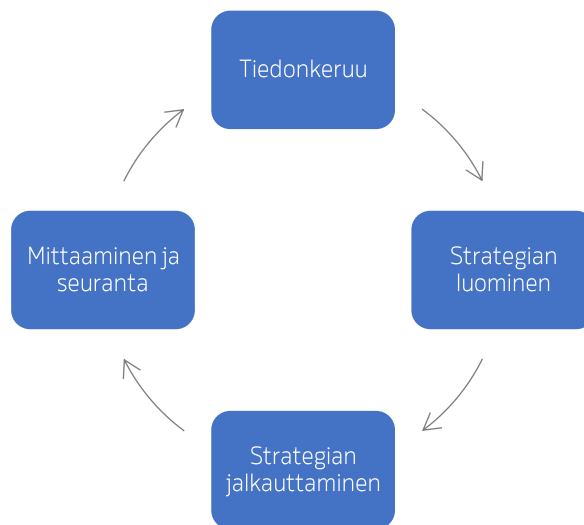 Tiedonkeruu
Strategian
luominen
Strategian
jalkauttaminen
Mittaaminen ja
seuranta